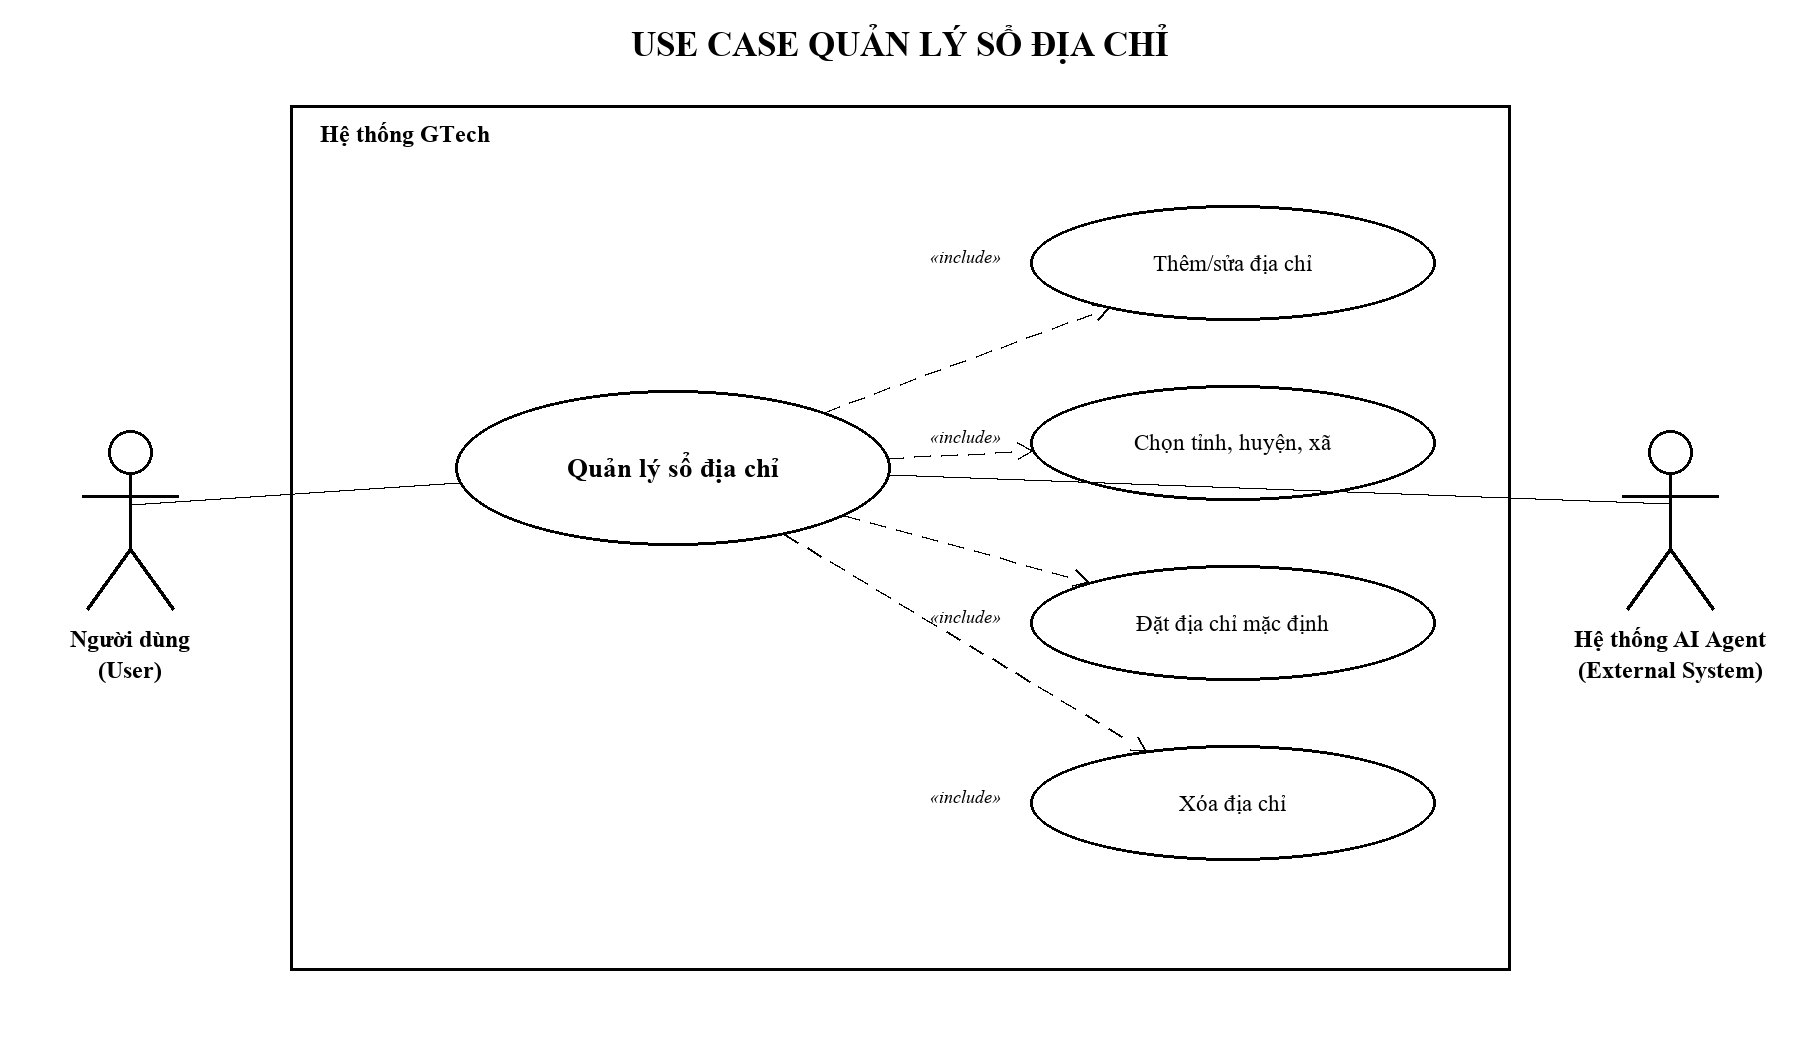 USE CASE QUẢN LÝ SỔ ĐỊA CHỈ
Hệ thống GTech
«include»
Thêm/sửa địa chỉ
«include»
Chọn tỉnh, huyện, xã
Quản lý sổ địa chỉ
«include»
Đặt địa chỉ mặc định
Người dùng
(User)
Hệ thống AI Agent
(External System)
«include»
Xóa địa chỉ